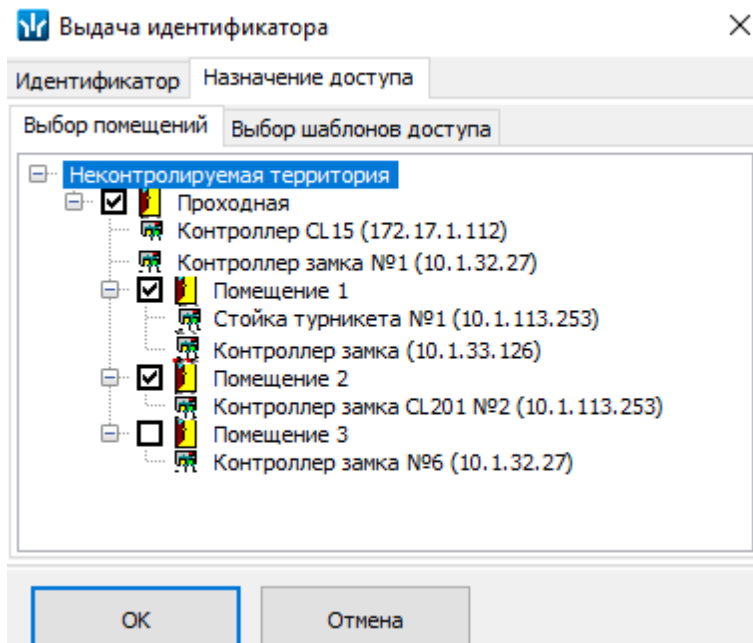 Выдача идентификатора
Идентификатор Назначение доступа
Выбор помещений Выбор шаблонов доступа
Неконтролируемая территория
Проходная
Контроллер CL15 (172.17.1.112)
Контроллер замка №1 (10.1.32.27)
Помещение 1
Стойка турникета №1 (10.1.113.253)
Контроллер замка (10.1.33.126)
Помещение 2
Контроллер замка CL201 №2 (10.1.113.253)
Помещение 3
Контроллер замка №6 (10.1.32.27)
ОК Отмена